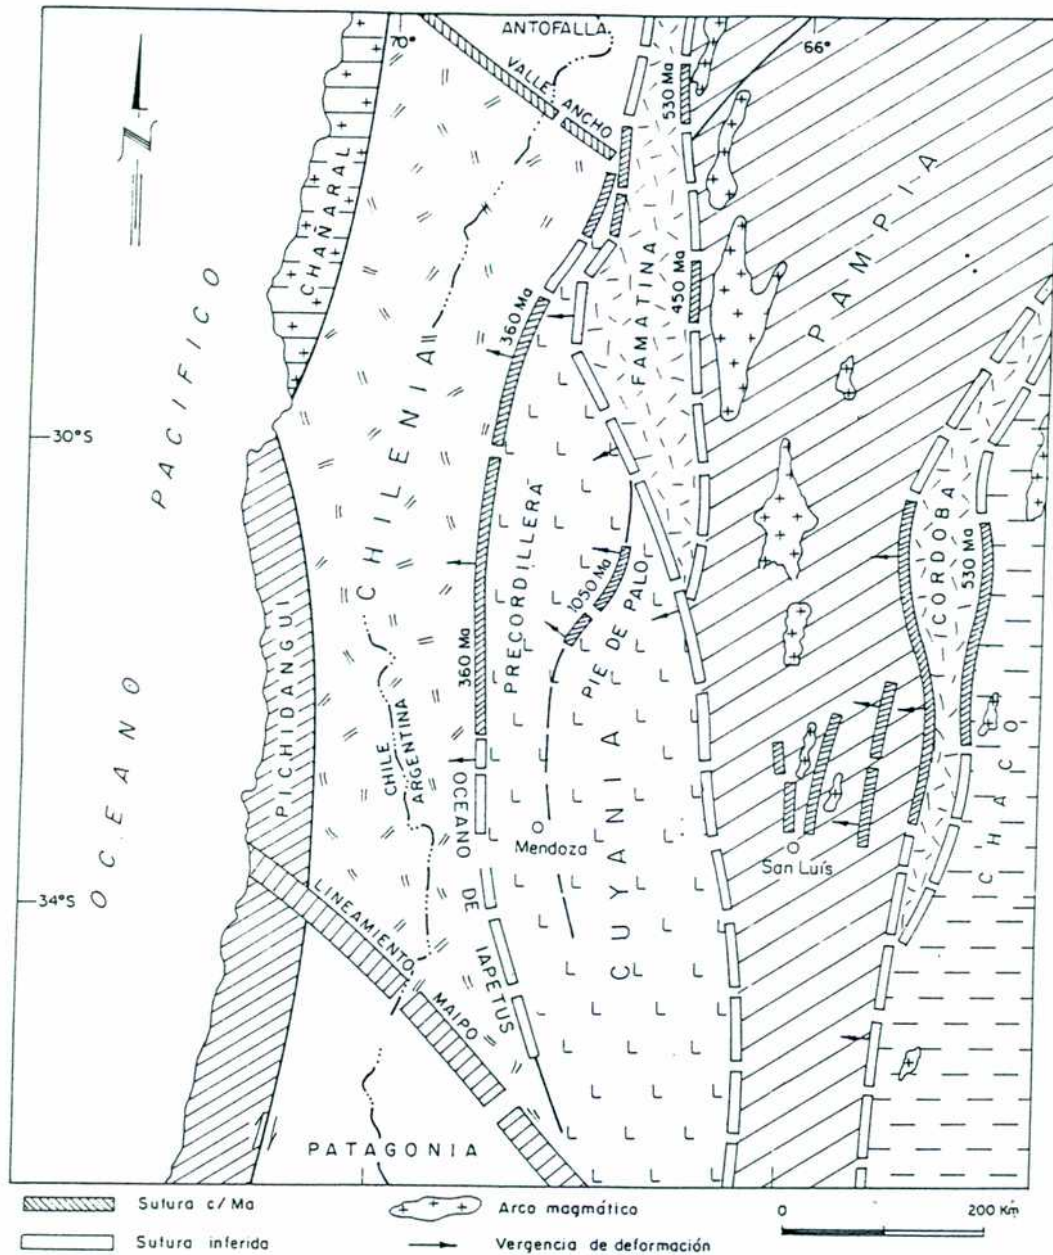 ANTOFALLA
70°
66°
VALLE ANCHO
530 Ma
CHAÑARAL
PAMPIA
OCEANO PACIFICO
FAMATINA
450 Ma
360 Ma
CHILENIA
30°S
PRECORDILLERA
CORDOBA
530 Ma
1050 Ma
PIE DE PALO
360 Ma
PICHIDANGUI
CHILE
ARGENTINA
OCEANO DE IAPETUS
CUYANIA
Mendoza
San Luís
CHACO
34°S
LINEAMIENTO MAIPO
PATAGONIA
Sutura c/Ma
Arco magmático
0 200 Km
Sutura inferida
Vergencia de deformación